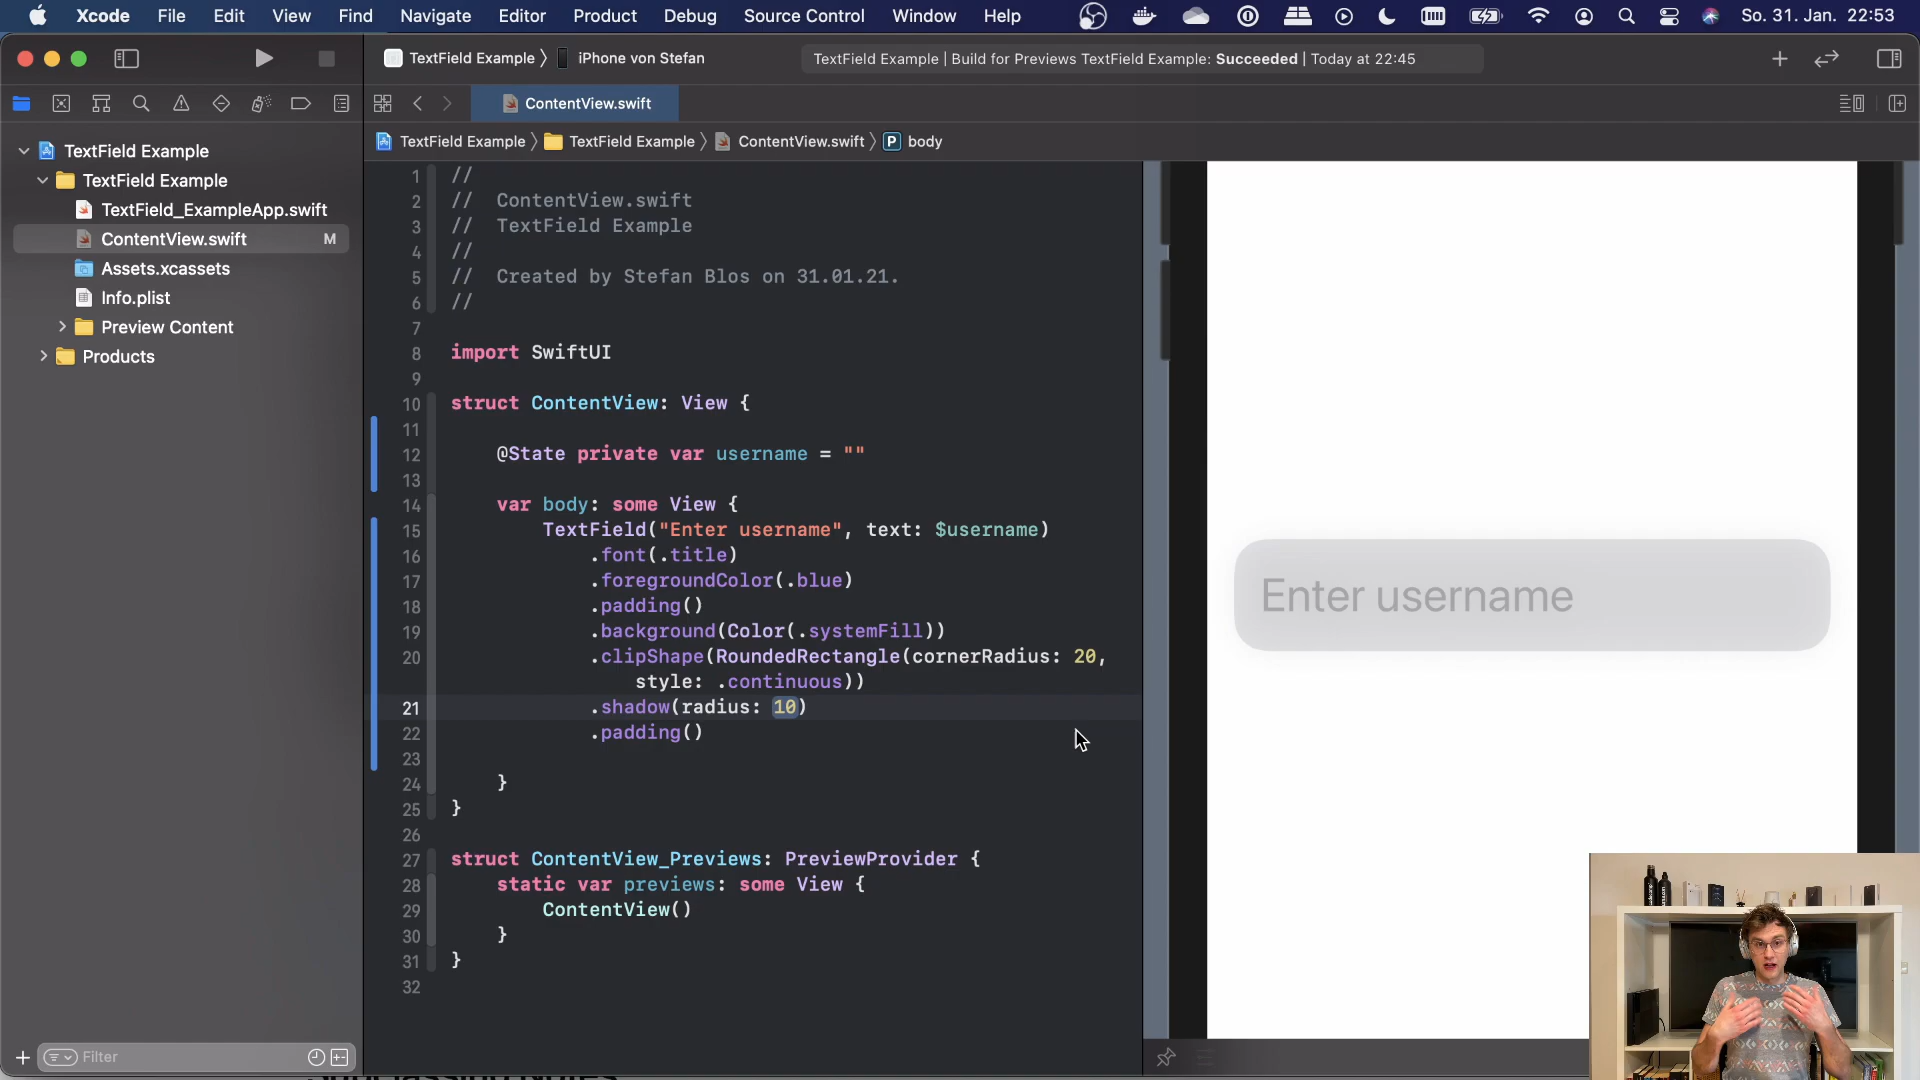 Xcode File Edit View Find Navigate Editor Product Debug Source Control Window Help So. 31. Jan. 22:53
TextField Example 〉 iPhone von Stefan
TextField Example | Build for Previews TextField Example: Succeeded | Today at 22:45
ContentView.swift
TextField Example 〉 TextField Example 〉 ContentView.swift 〉 P body
TextField Example
TextField Example
TextField_ExampleApp.swift
ContentView.swift M
Assets.xcassets
Info.plist
Preview Content
Products
Filter
1 //
2 //  ContentView.swift
3 //  TextField Example
4 //
5 //  Created by Stefan Blos on 31.01.21.
6 //
7
8 import SwiftUI
9
10 struct ContentView: View {
11
12     @State private var username = ""
13
14     var body: some View {
15         TextField("Enter username", text: $username)
16             .font(.title)
17             .foregroundColor(.blue)
18             .padding()
19             .background(Color(.systemFill))
20             .clipShape(RoundedRectangle(cornerRadius: 20,
                style: .continuous))
21             .shadow(radius: 10)
22             .padding()
23
24     }
25 }
26
27 struct ContentView_Previews: PreviewProvider {
28     static var previews: some View {
29         ContentView()
30     }
31 }
32
Enter username